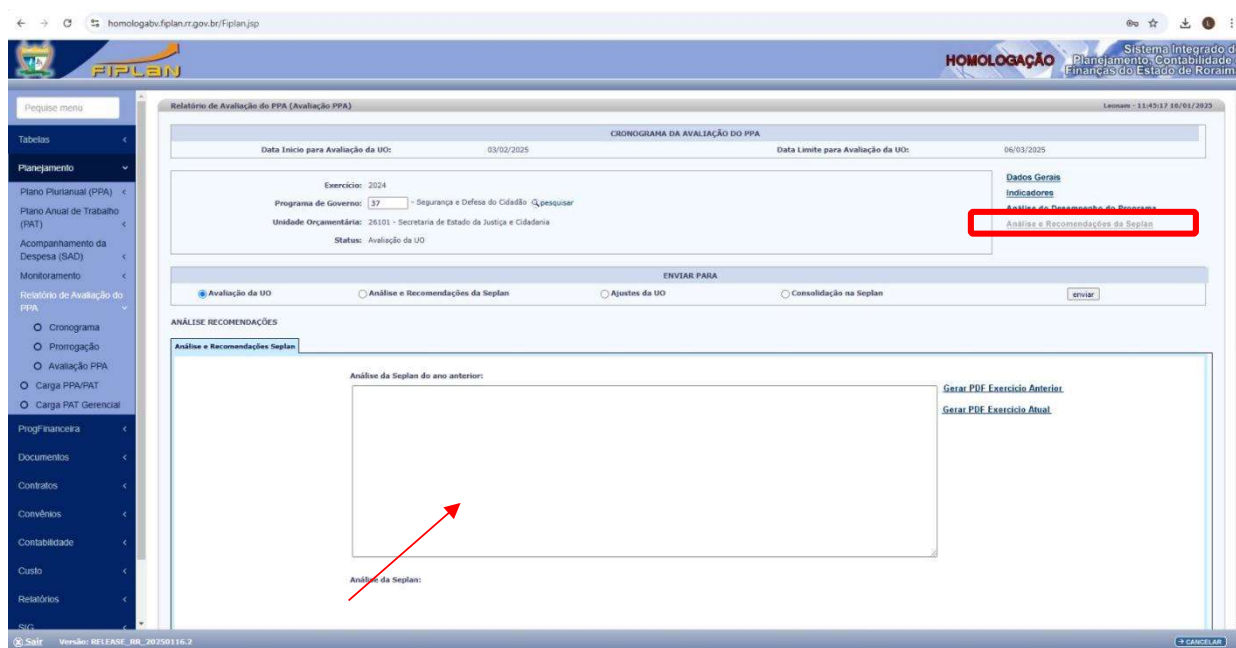 homologabv.fiplan.rr.gov.br/Fiplan.jsp
FIPLAN
HOMOLOGAÇÃO
Sistema Integrado d
Planejamento, Contabilidade
Finanças do Estado de Roraim
Pequise menu
Tabelas
Planejamento
Plano Plurianual (PPA)
Plano Anual de Trabalho
(PAT)
Acompanhamento da
Despesa (SAD)
Monitoramento
Relatório de Avaliação do
PPA
Cronograma
Prorrogação
Avaliação PPA
Carga PPA/PAT
Carga PAT Gerencial
ProgFinanceira
Documentos
Contratos
Convênios
Contabilidade
Custo
Relatórios
SIG
Relatório de Avaliação do PPA (Avaliação PPA)
Leonam - 11:45:17 10/01/2025
CRONOGRAMA DA AVALIAÇÃO DO PPA
Data Início para Avaliação da UO: 03/02/2025 Data Limite para Avaliação da UO: 06/03/2025
Exercício: 2024
Programa de Governo: 37 - Segurança e Defesa do Cidadão pesquisar
Unidade Orçamentária: 26101 - Secretaria de Estado da Justiça e Cidadania
Status: Avaliação da UO
Dados Gerais
Indicadores
Análise do Desempenho do Programa
Análise e Recomendações da Seplan
ENVIAR PARA
Avaliação da UO Análise e Recomendações da Seplan Ajustes da UO Consolidação na Seplan enviar
ANÁLISE RECOMENDAÇÕES
Análise e Recomendações Seplan
Análise da Seplan do ano anterior:
Gerar PDF Exercício Anterior
Gerar PDF Exercício Atual
Análise da Seplan:
Sair Versão: RELEASE_RR_20250116.2
CANCELAR